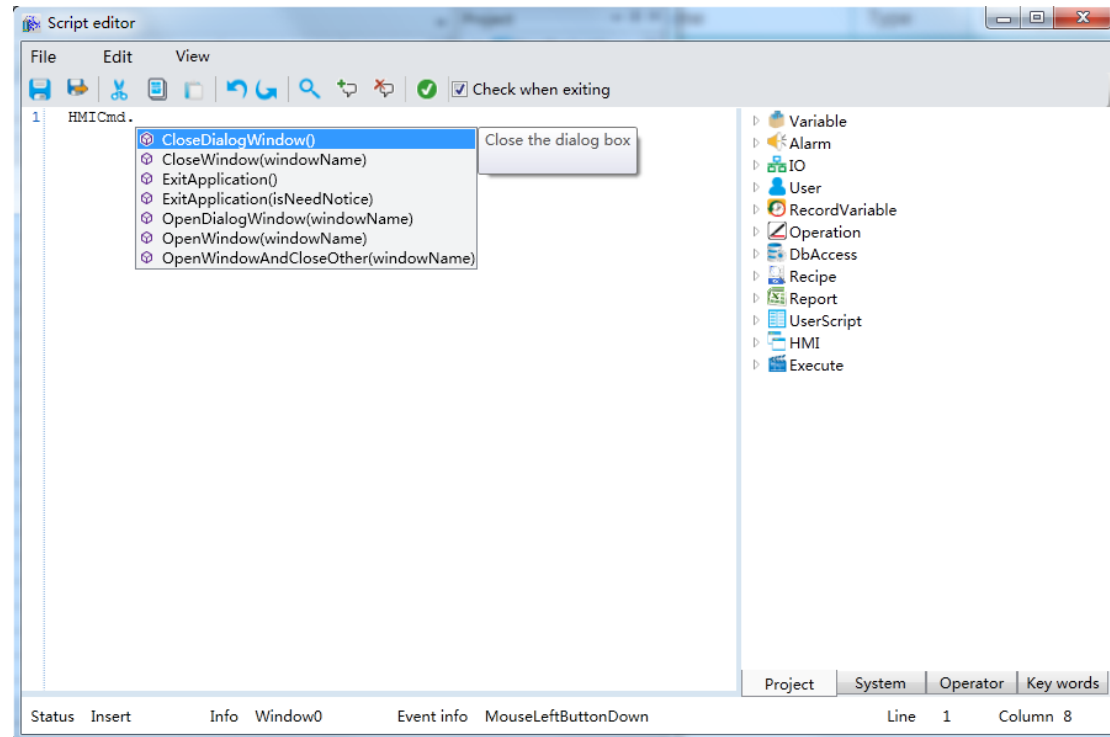 Script editor
File Edit View
Check when exiting
1 HMICmd.
CloseDialogWindow()
CloseWindow(windowName)
ExitApplication()
ExitApplication(isNeedNotice)
OpenDialogWindow(windowName)
OpenWindow(windowName)
OpenWindowAndCloseOther(windowName)
Close the dialog box
Variable
Alarm
IO
User
RecordVariable
Operation
DbAccess
Recipe
Report
UserScript
HMI
Execute
Project System Operator Key words
Status Insert Info Window0 Event info MouseLeftButtonDown Line 1 Column 8